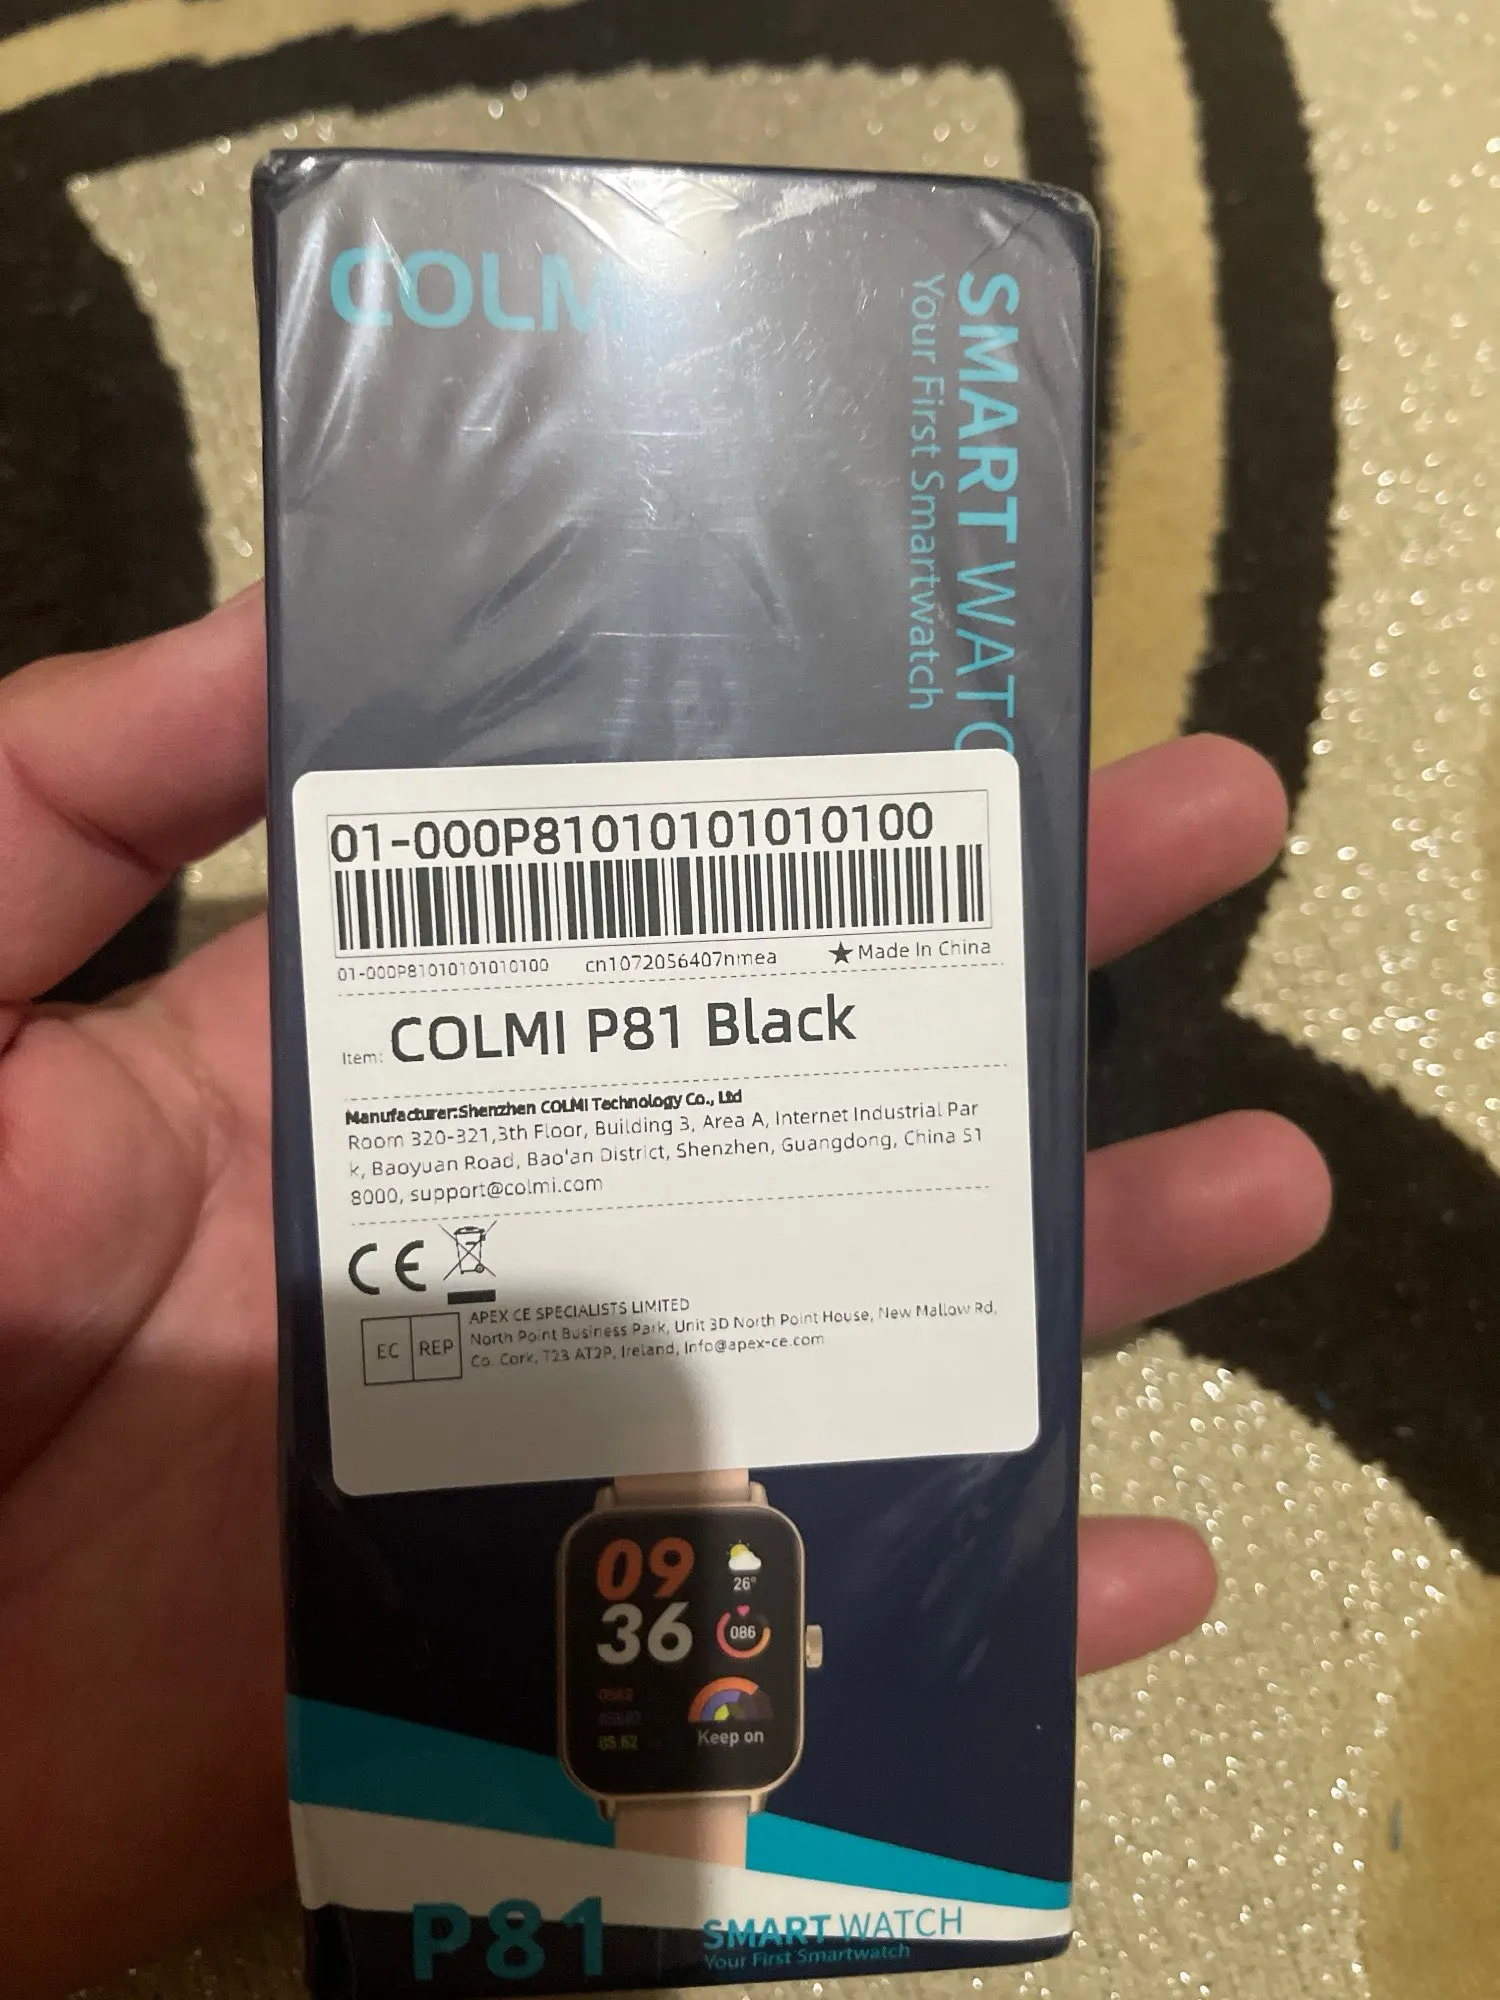 COLM
SMART WATC
Your First Smartwatch
01-000P81010101010100
01-000P81010101010100 cn1072056407nmea ★Made In China
Item: COLMI P81 Black
Manufacturer:Shenzhen COLMI Technology Co., Ltd
Room 320-321,3th Floor, Building 3, Area A, Internet Industrial Par
k, Baoyuan Road, Bao'an District, Shenzhen, Guangdong, China 51
8000, support@colmi.com
CE
EC REP
APEX CE SPECIALISTS LIMITED
North Point Business Park, Unit 3D North Point House, New Mallow Rd,
Co. Cork, T23 AT2P, Ireland, Info@apex-ce.com
09
36
26°
086
Keep on
P81
SMART WATCH
Your First Smartwatch